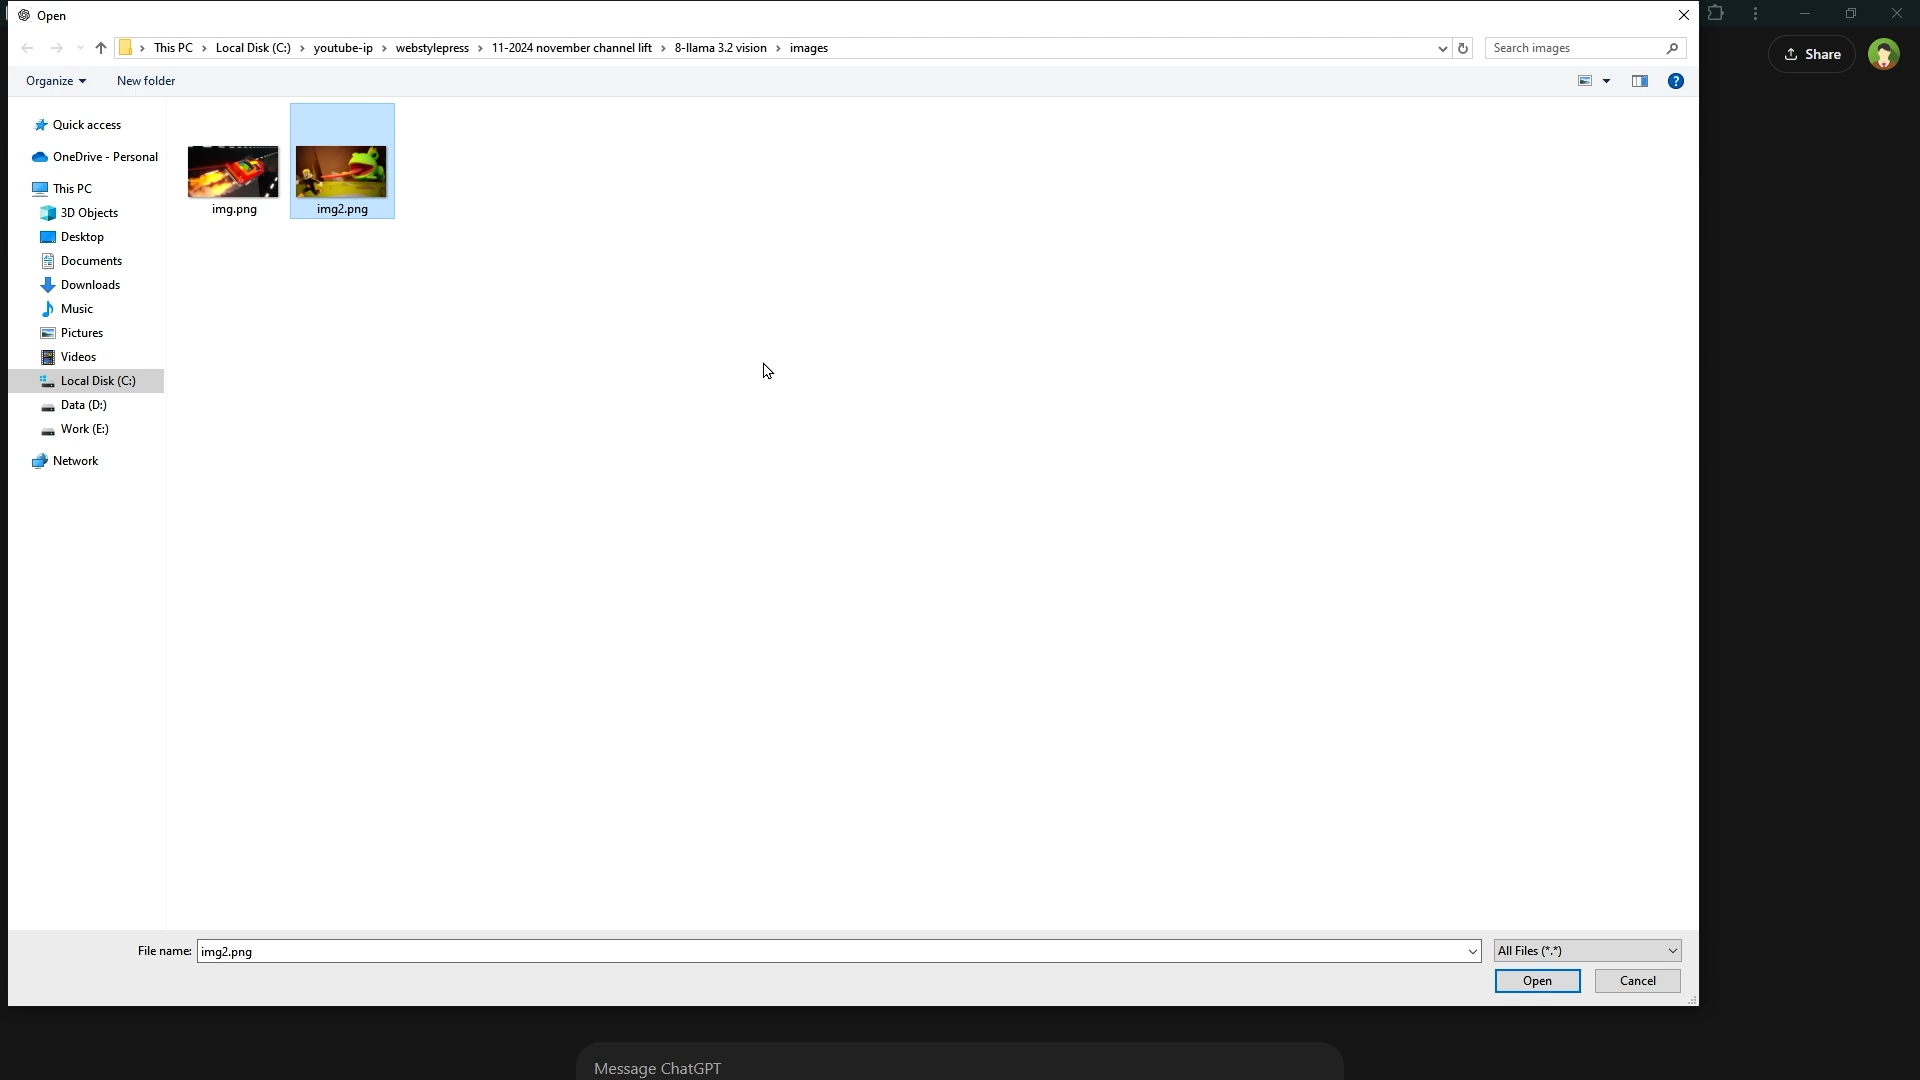 Open
This PC > Local Disk (C:) > youtube-ip > webstylepress > 11-2024 november channel lift > 8-llama 3.2 vision > images
Search images
Share
Organize
New folder
Quick access
OneDrive - Personal
This PC
3D Objects
Desktop
Documents
Downloads
Music
Pictures
Videos
Local Disk (C:)
Data (D:)
Work (E:)
Network
img.png
img2.png
File name: img2.png
All Files (*.*)
Open
Cancel
Message ChatGPT